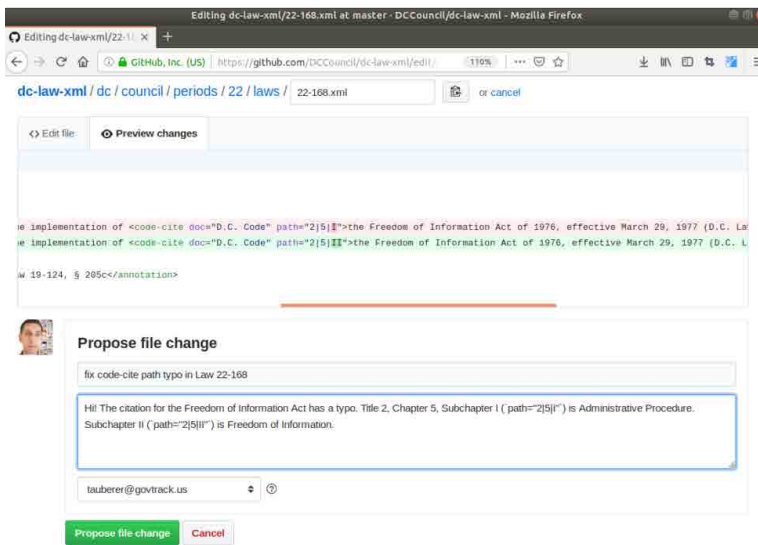 Editing dc-law-xml/22-168.xml at master · DCCouncil/dc-law-xml - Mozilla Firefox
Editing dc-law-xml/22-1
GitHub, Inc. (US) https://github.com/DCCouncil/dc-law-xml/edit/ 110%
dc-law-xml / dc / council / periods / 22 / laws / 22-168.xml or cancel
<> Edit file Preview changes
e implementation of <code-cite doc="D.C. Code" path="2|5|I">the Freedom of Information Act of 1976, effective March 29, 1977 (D.C. La
e implementation of <code-cite doc="D.C. Code" path="2|5|II">the Freedom of Information Act of 1976, effective March 29, 1977 (D.C. L
aw 19-124, § 205c</annotation>
Propose file change
fix code-cite path typo in Law 22-168
Hi! The citation for the Freedom of Information Act has a typo. Title 2, Chapter 5, Subchapter I (`path="2|5|I"`) is Administrative Procedure.
Subchapter II (`path="2|5|II"`) is Freedom of Information.
tauberer@govtrack.us
Propose file change Cancel